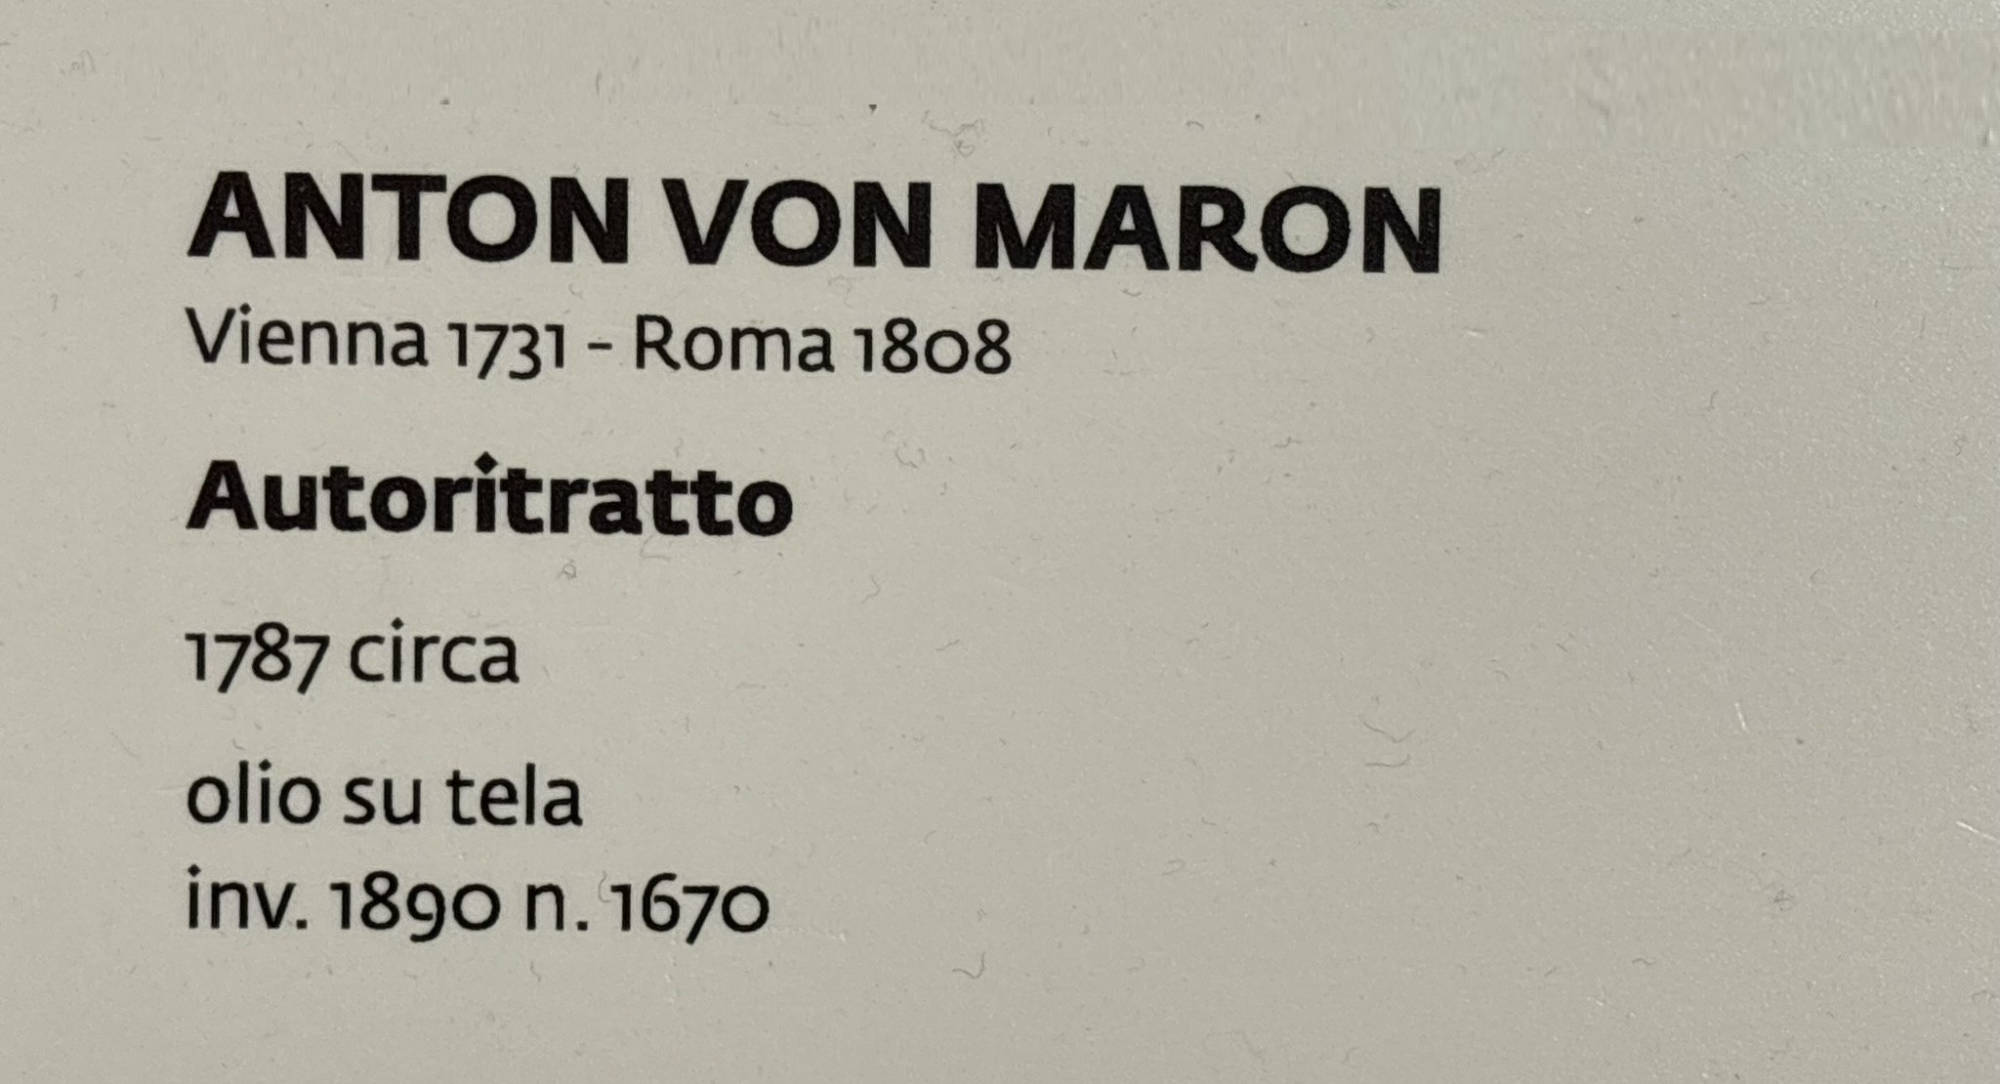 ANTON VON MARON
Vienna 1731 - Roma 1808
Autoritratto
1787 circa
olio su tela
inv. 1890 n. 1670